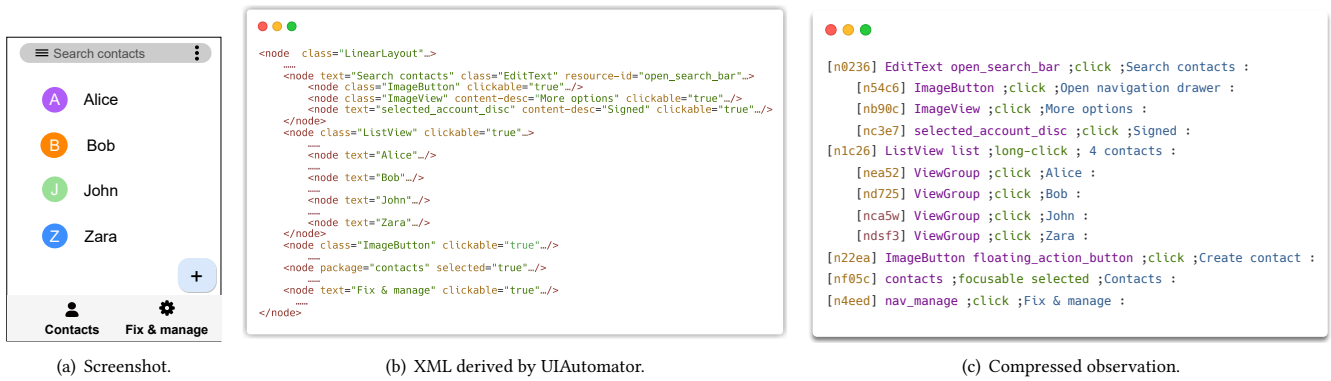 Search contacts
A Alice
B Bob
J John
Z Zara
+
Contacts Fix & manage
(a) Screenshot.
<node  class="LinearLayout"…>
……
<node text="Search contacts" class="EditText" resource-id="open_search_bar"…>
<node class="ImageButton" clickable="true"…/>
<node class="ImageView" content-desc="More options" clickable="true"…/>
<node text="selected_account_disc" content-desc="Signed" clickable="true"…/>
</node>
<node class="ListView" clickable="true"…>
……
<node text="Alice"…/>
……
<node text="Bob"…/>
……
<node text="John"…/>
……
<node text="Zara"…/>
</node>
<node class="ImageButton" clickable="true"…/>
……
<node package="contacts" selected="true"…/>
……
<node text="Fix & manage" clickable="true"…/>
……
</node>
(b) XML derived by UIAutomator.
[n0236] EditText open_search_bar ;click ;Search contacts :
[n54c6] ImageButton ;click ;Open navigation drawer :
[nb90c] ImageView ;click ;More options :
[nc3e7] selected_account_disc ;click ;Signed :
[n1c26] ListView list ;long-click ; 4 contacts :
[nea52] ViewGroup ;click ;Alice :
[nd725] ViewGroup ;click ;Bob :
[nca5w] ViewGroup ;click ;John :
[ndsf3] ViewGroup ;click ;Zara :
[n22ea] ImageButton floating_action_button ;click ;Create contact :
[nf05c] contacts ;focusable selected ;Contacts :
[n4eed] nav_manage ;click ;Fix & manage :
(c) Compressed observation.